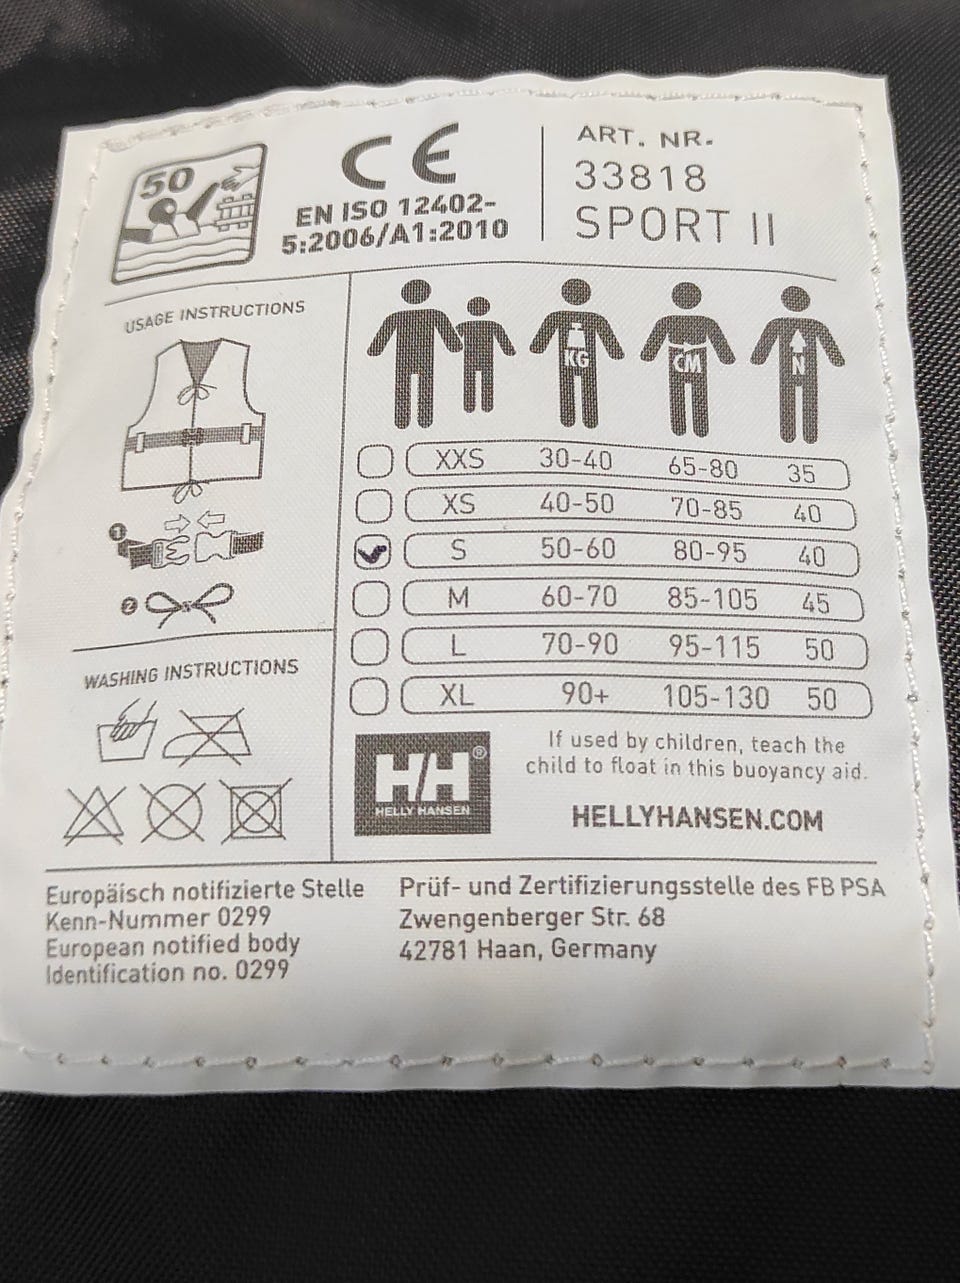 50
CE
EN ISO 12402-
5:2006/A1:2010
ART. NR.
33818
SPORT II
USAGE INSTRUCTIONS
1
2
WASHING INSTRUCTIONS
KG
CM
N
XXS 30-40 65-80 35
XS 40-50 70-85 40
S 50-60 80-95 40
M 60-70 85-105 45
L 70-90 95-115 50
XL 90+ 105-130 50
HH®
HELLY HANSEN
If used by children, teach the
child to float in this buoyancy aid.
HELLYHANSEN.COM
Europäisch notifizierte Stelle
Kenn-Nummer 0299
European notified body
Identification no. 0299
Prüf- und Zertifizierungsstelle des FB PSA
Zwengenberger Str. 68
42781 Haan, Germany